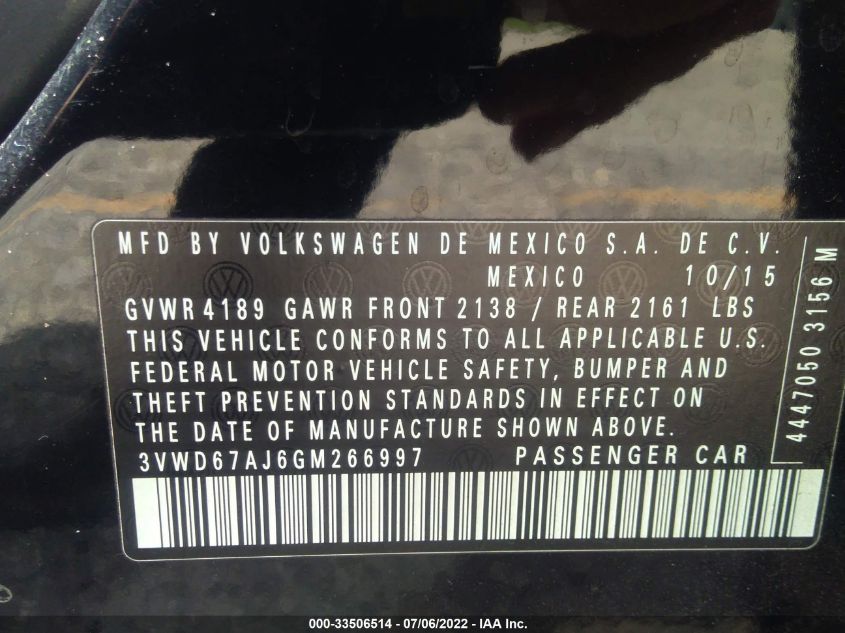 MFD BY VOLKSWAGEN DE MEXICO S.A. DE C.V.
MEXICO 10/15
GVWR 4189 GAWR FRONT 2138 / REAR 2161 LBS
THIS VEHICLE CONFORMS TO ALL APPLICABLE U.S.
FEDERAL MOTOR VEHICLE SAFETY, BUMPER AND
THEFT PREVENTION STANDARDS IN EFFECT ON
THE DATE OF MANUFACTURE SHOWN ABOVE.
3VWD67AJ6GM266997 PASSENGER CAR
4447050 3156 M
000-33506514 - 07/06/2022 - IAA Inc.